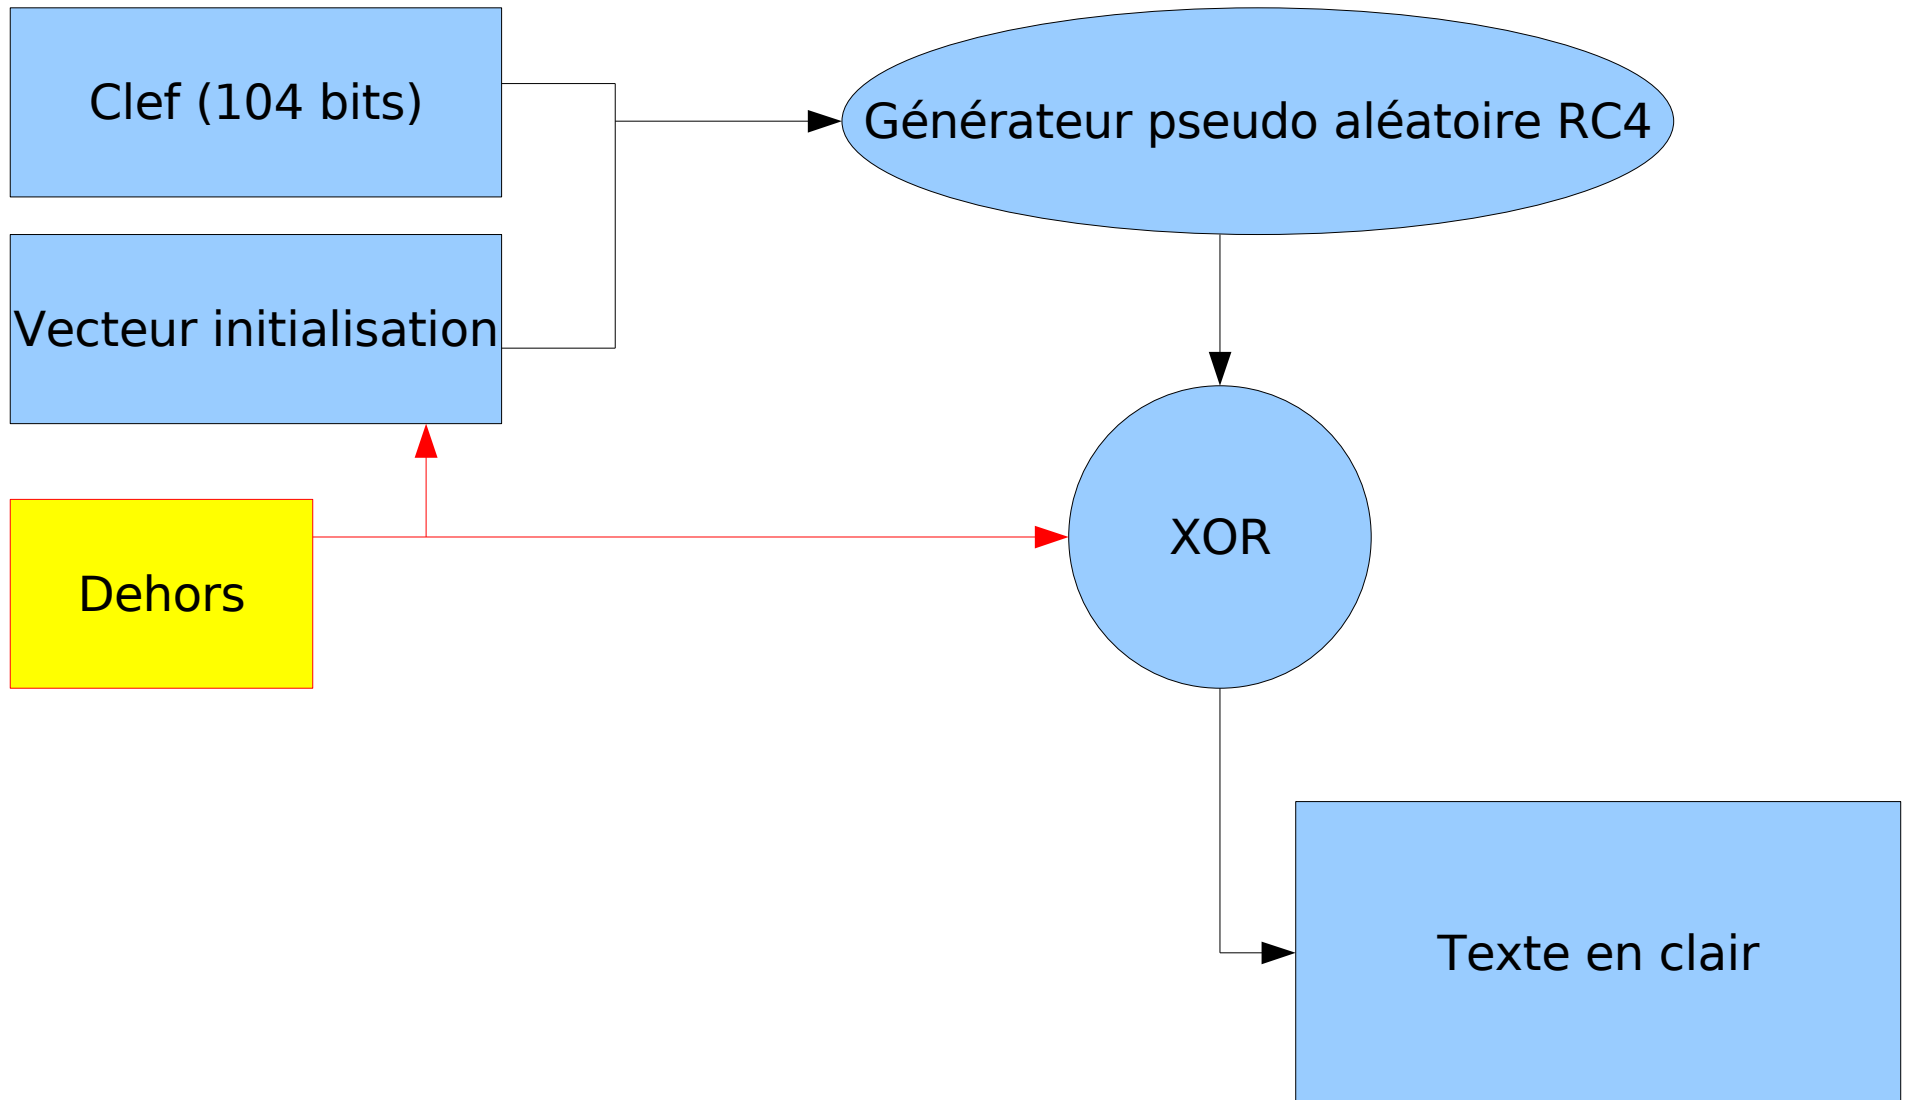 Clef (104 bits)
Générateur pseudo aléatoire RC4
Vecteur initialisation
XOR
Dehors
Texte en clair